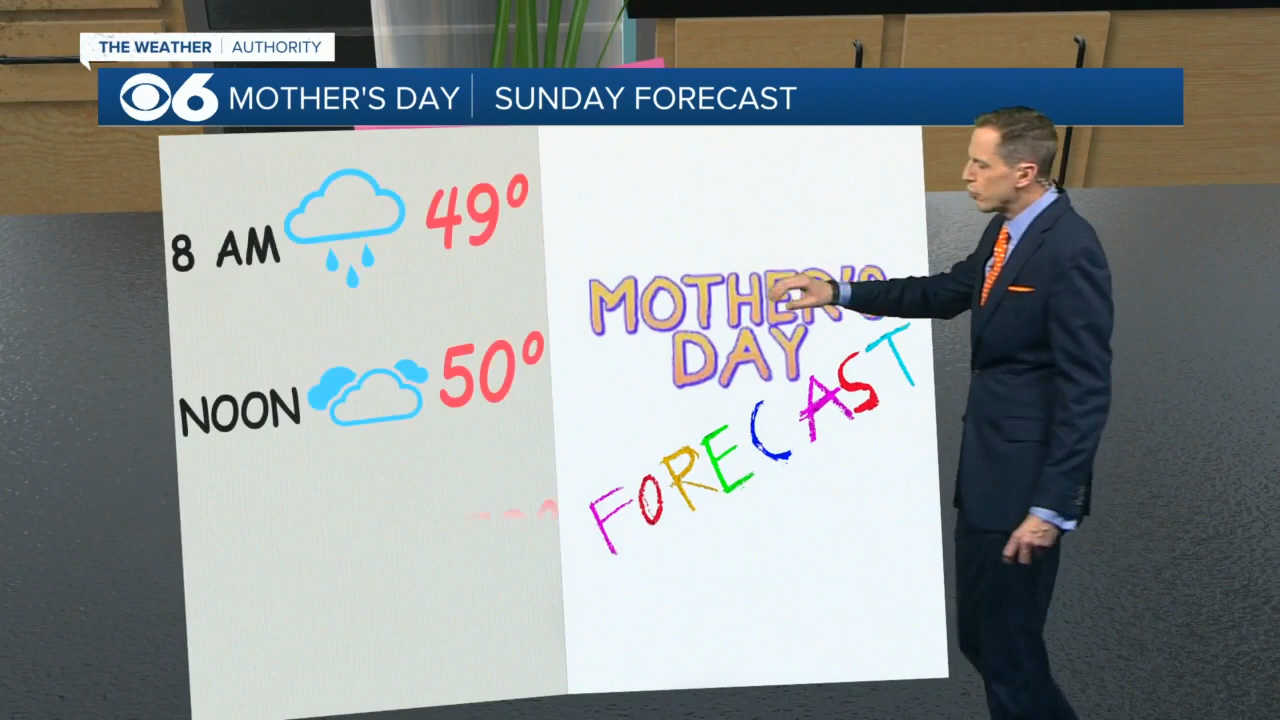 THE WEATHER | AUTHORITY
6 MOTHER'S DAY | SUNDAY FORECAST
8 AM 49°
NOON 50°
MOTHER'S
DAY
FORECAST